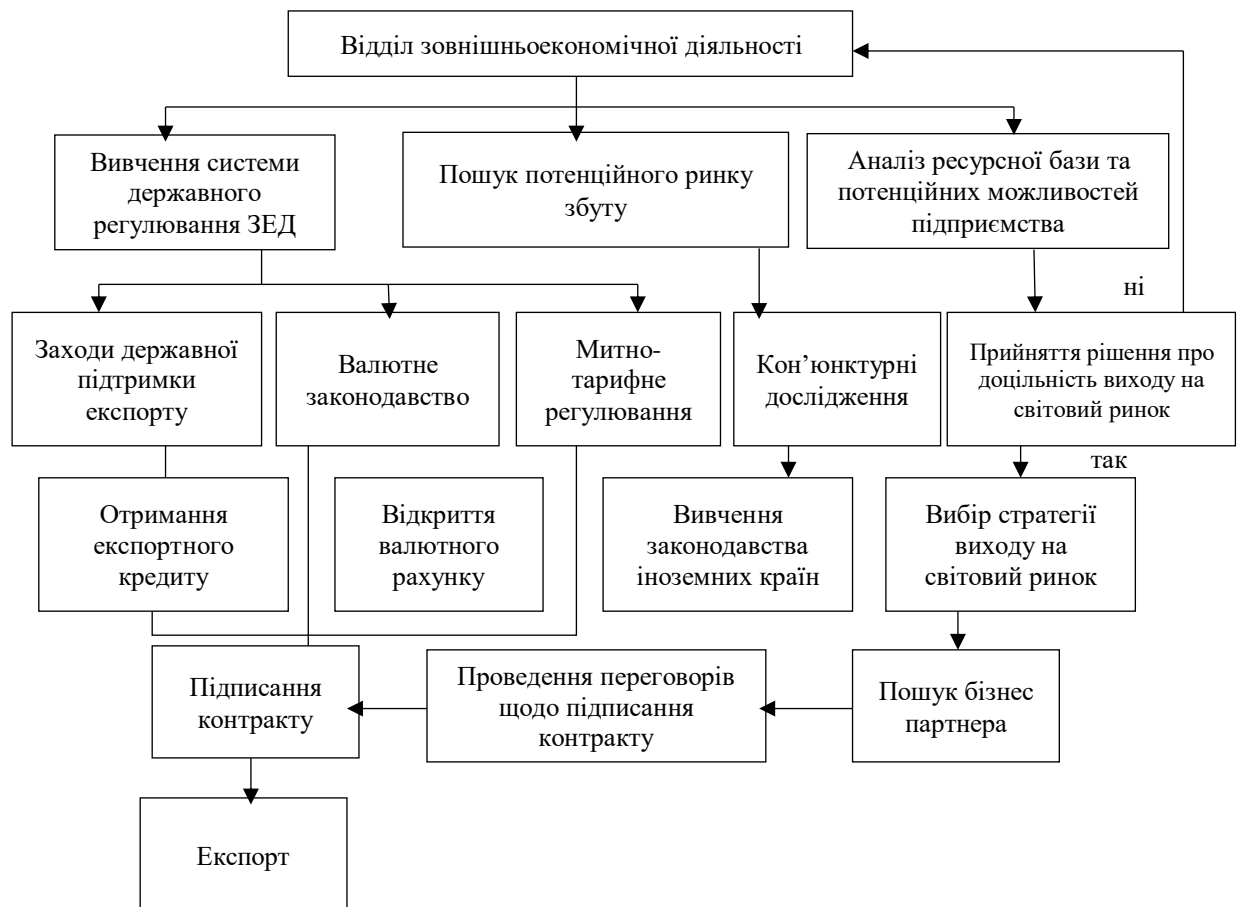 Відділ зовнішньоекономічної діяльності
Вивчення системи
державного
регулювання ЗЕД
Пошук потенційного ринку
збуту
Аналіз ресурсної бази та
потенційних можливостей
підприємства
ні
Заходи державної
підтримки
експорту
Валютне
законодавство
Митно-
тарифне
регулювання
Кон’юнктурні
дослідження
Прийняття рішення про
доцільність виходу на
світовий ринок
так
Отримання
експортного
кредиту
Відкриття
валютного
рахунку
Вивчення
законодавства
іноземних країн
Вибір стратегії
виходу на
світовий ринок
Підписання
контракту
Проведення переговорів
щодо підписання
контракту
Пошук бізнес
партнера
Експорт